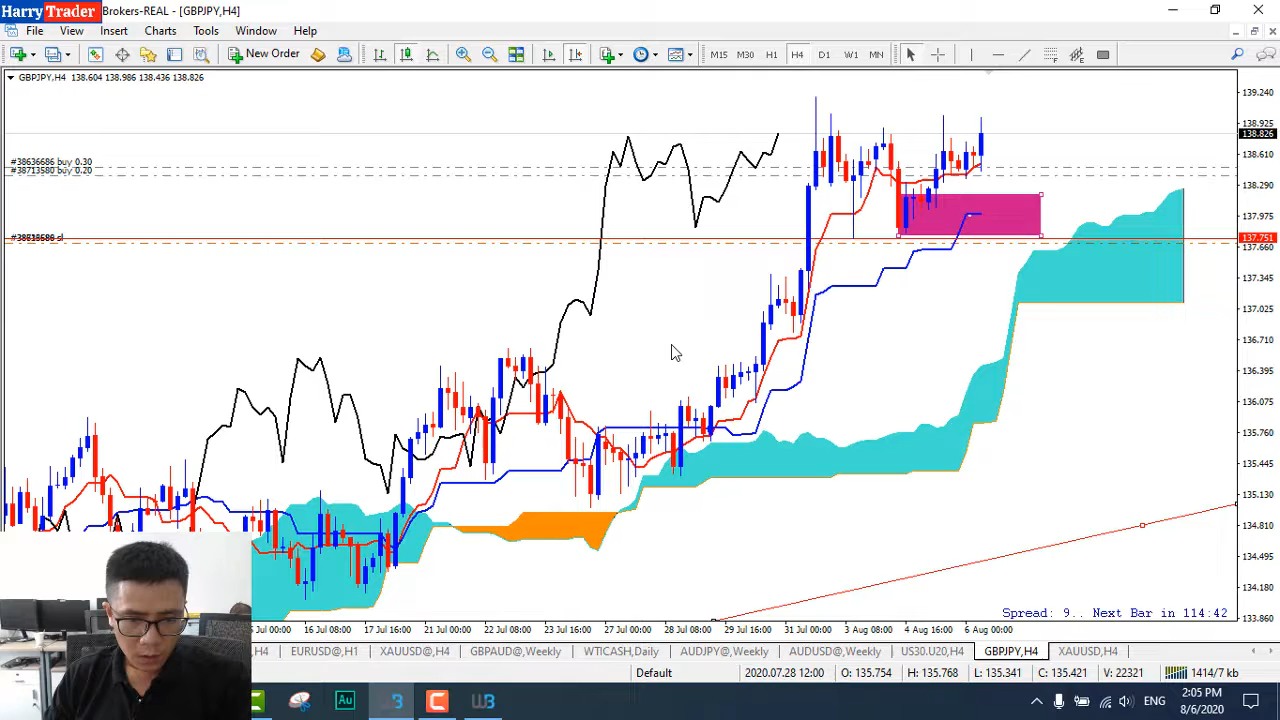 Harry Trader Brokers-REAL - [GBPJPY,H4]
File View Insert Charts Tools Window Help
New Order M15 M30 H1 H4 D1 W1 MN
GBPJPY,H4 138.604 138.986 138.436 138.826
139.240
138.925
138.826
#38636686 buy 0.30
138.610
#38713580 buy 0.20
138.290
137.975
137.751
137.660
137.345
137.025
136.710
136.395
136.075
135.760
135.445
135.130
134.810
134.495
134.180
Spread: 9.. Next Bar in 114:42
133.860
Jul 00:00 16 Jul 08:00 17 Jul 16:00 21 Jul 00:00 22 Jul 08:00 23 Jul 16:00 27 Jul 00:00 28 Jul 08:00 29 Jul 16:00 31 Jul 00:00 3 Aug 08:00 4 Aug 16:00 6 Aug 00:00
,H4 EURUSD@,H1 XAUUSD@,H4 GBPAUD@,Weekly WTICASH,Daily AUDJPY@,Weekly AUDUSD@,Weekly US30.U20,H4 GBPJPY,H4 XAUUSD,H4
Default 2020.07.28 12:00 O: 135.754 H: 135.768 L: 135.341 C: 135.421 V: 22321 1414/7 kb
Au ENG 2:05 PM
8/6/2020